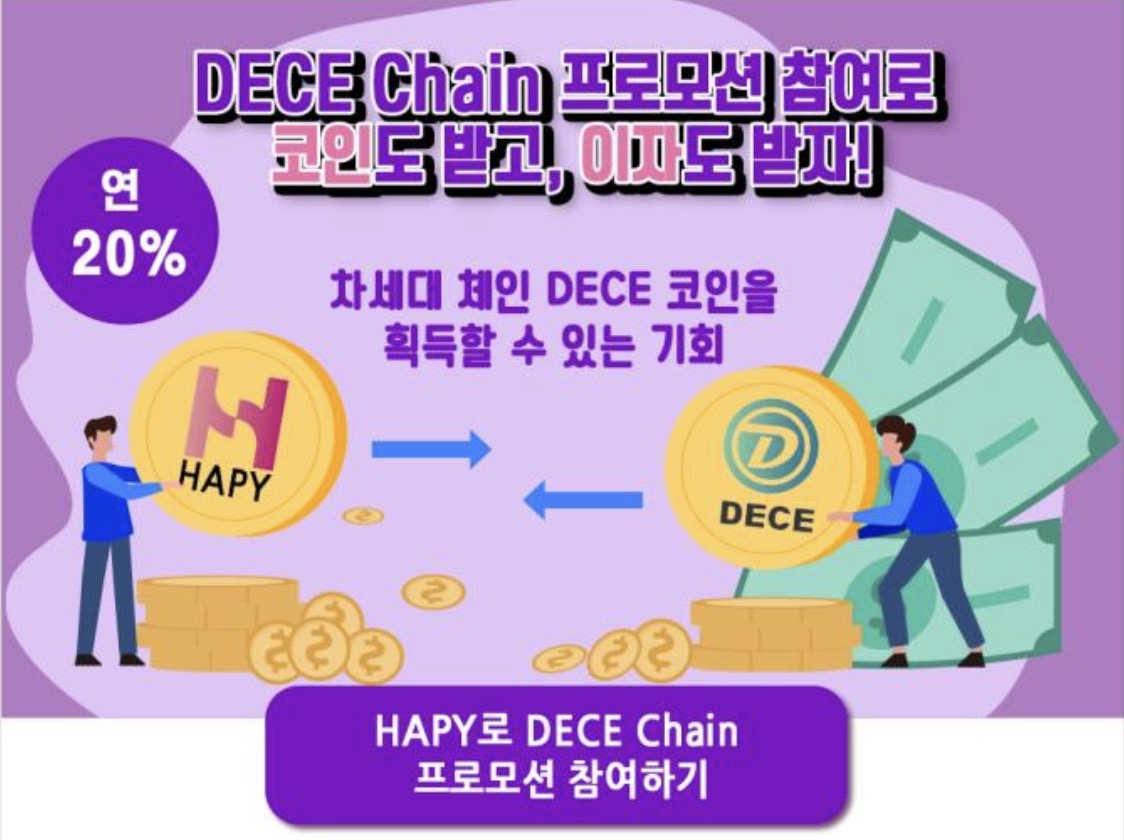 DECE Chain 프로모션 참여로
코인도 받고, 이자도 받자!
연
20%
차세대 체인 DECE 코인을
획득할 수 있는 기회
HAPY
DECE
HAPY로 DECE Chain
프로모션 참여하기